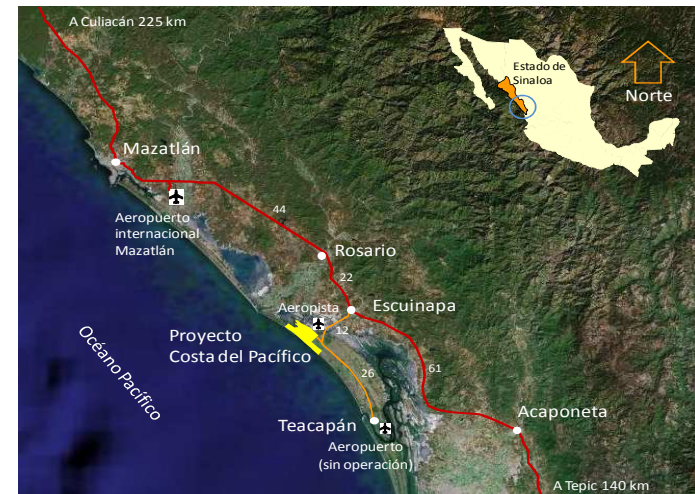 A Culiacán 225 km
Estado de
Sinaloa
Norte
Mazatlán
Aeropuerto
internacional
Mazatlán
44
Rosario
22
Aeropista
Escuinapa
12
Proyecto
Costa del Pacífico
Océano Pacífico
26
61
Teacapán
Acaponeta
Aeropuerto
(sin operación)
A Tepic 140 km